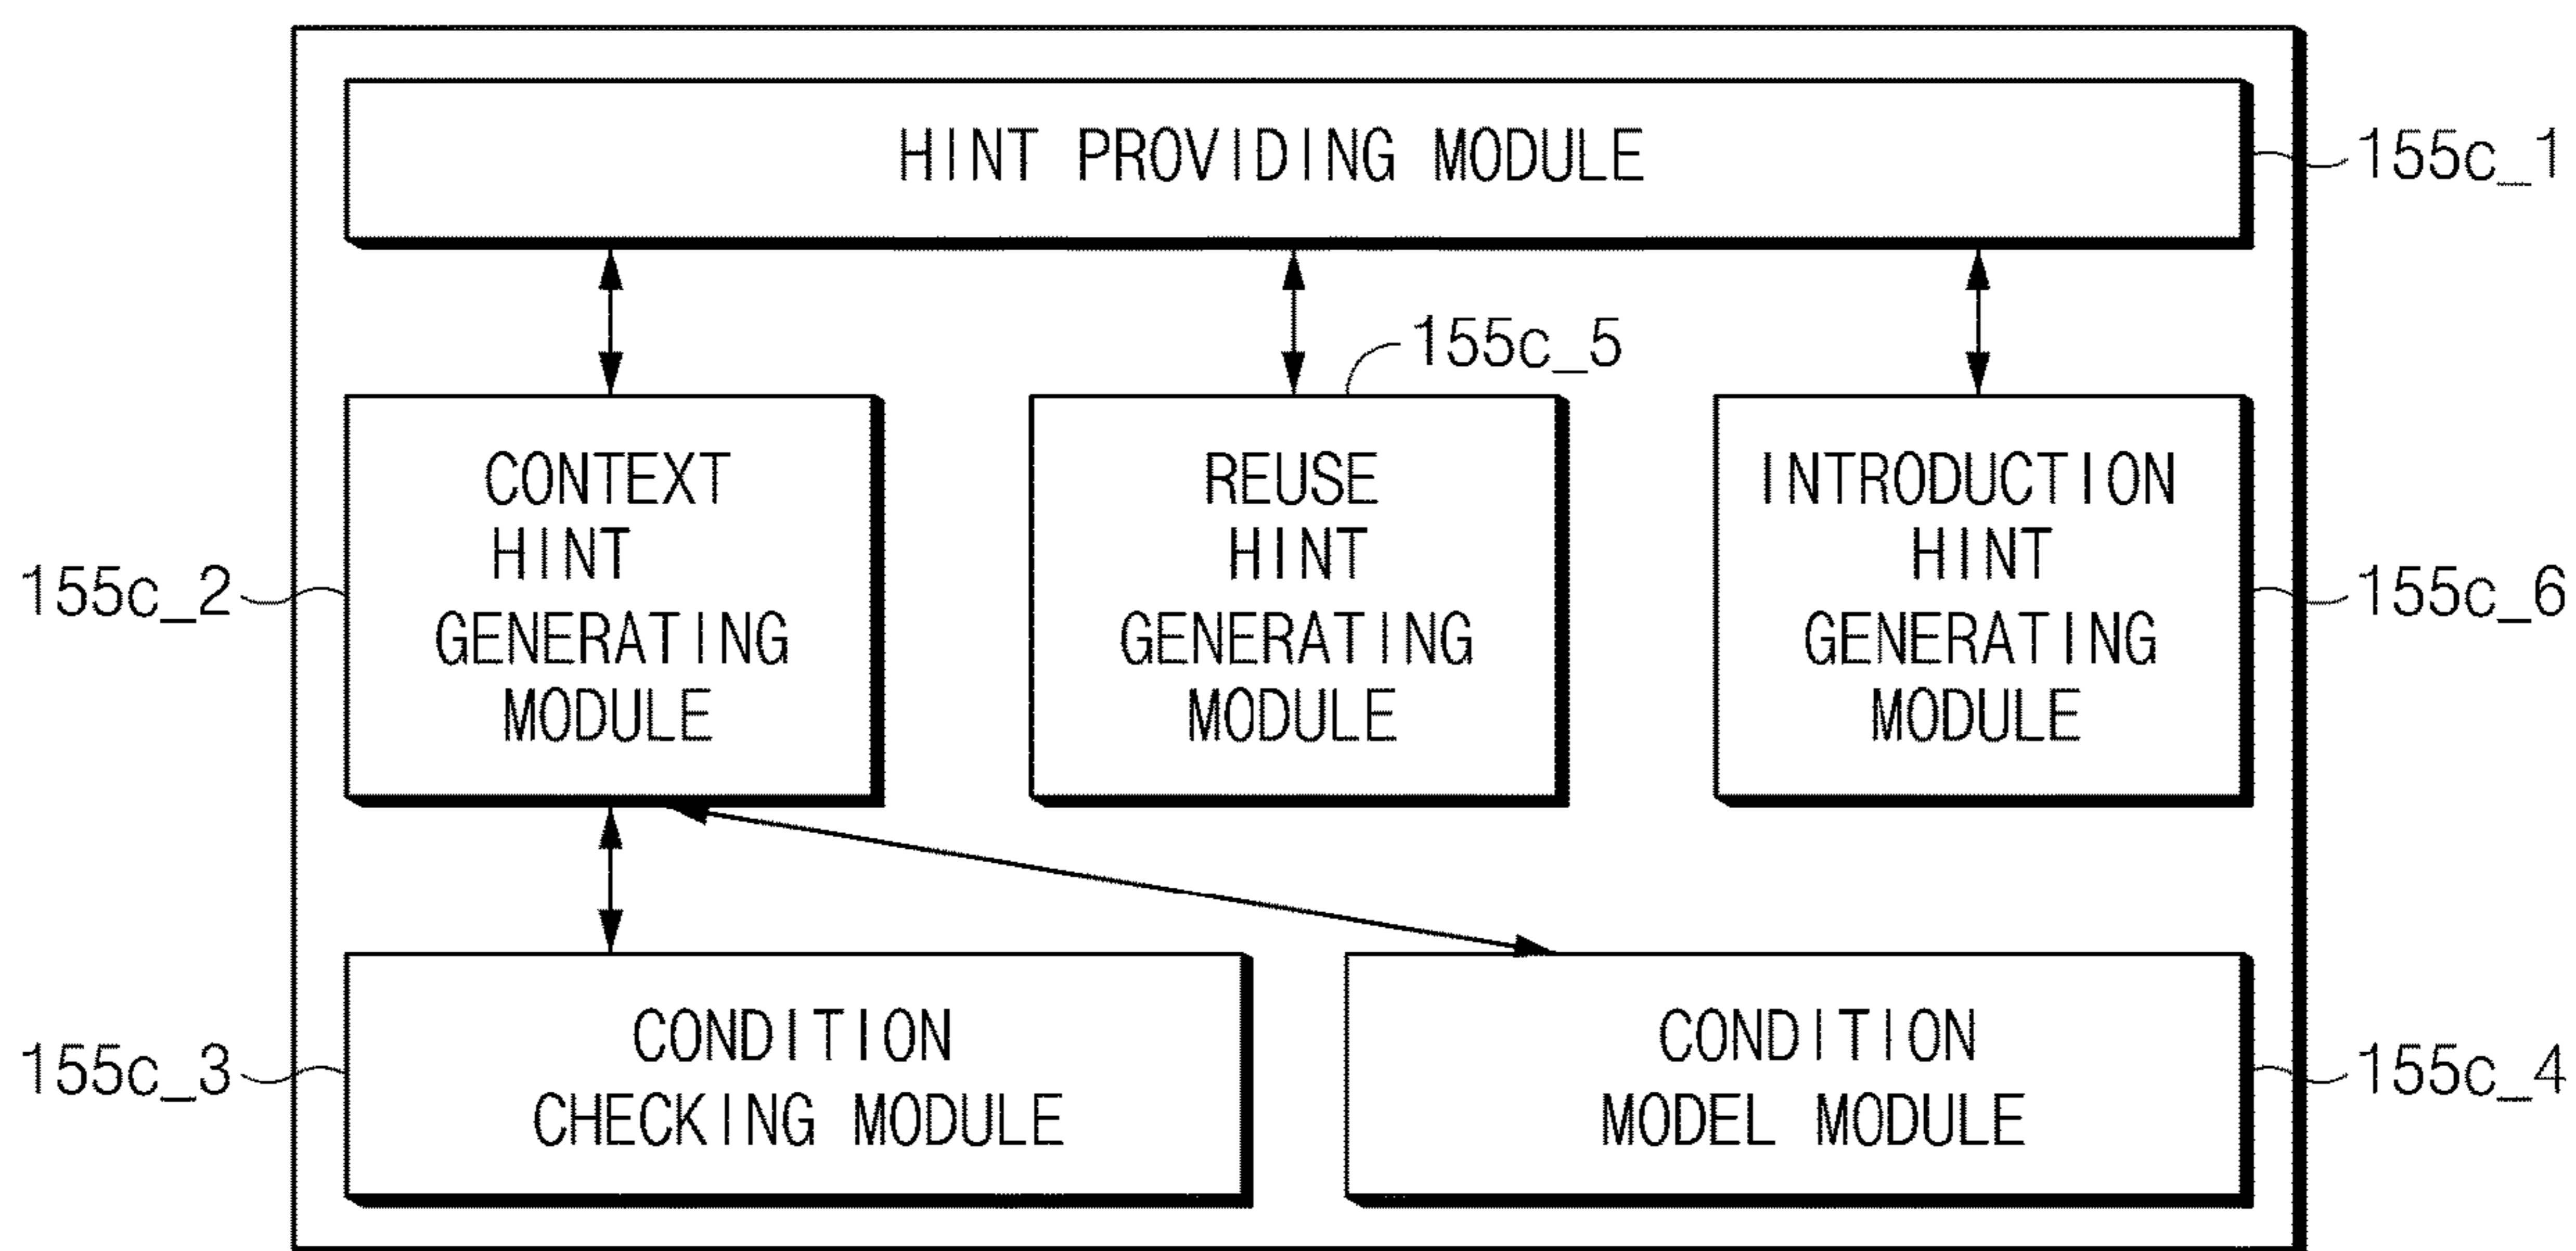 HINT PROVIDING MODULE
155c_1
155c_5
CONTEXT
HINT
GENERATING
MODULE
155c_2
REUSE
HINT
GENERATING
MODULE
INTRODUCTION
HINT
GENERATING
MODULE
155c_6
CONDITION
CHECKING MODULE
155c_3
CONDITION
MODEL MODULE
155c_4